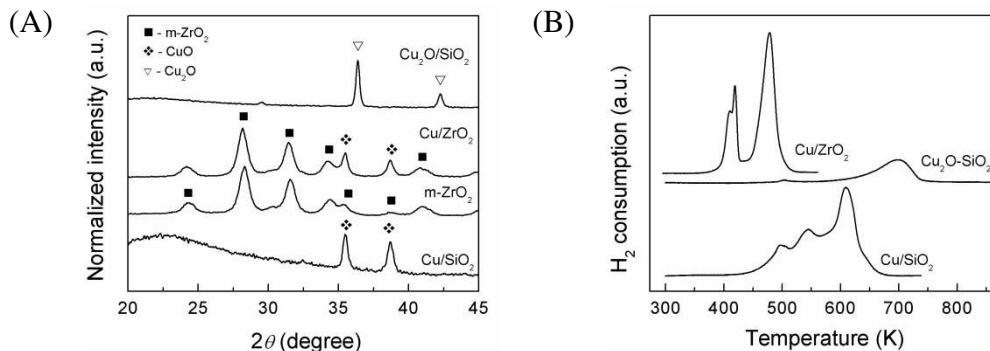 (A)
Normalized intensity (a.u.)
■ - m-ZrO₂
❖ - CuO
▽ - Cu₂O
Cu₂O/SiO₂
Cu/ZrO₂
m-ZrO₂
Cu/SiO₂
20 25 30 35 40 45
2θ (degree)
(B)
H₂ consumption (a.u.)
Cu/ZrO₂
Cu₂O-SiO₂
Cu/SiO₂
300 400 500 600 700 800
Temperature (K)